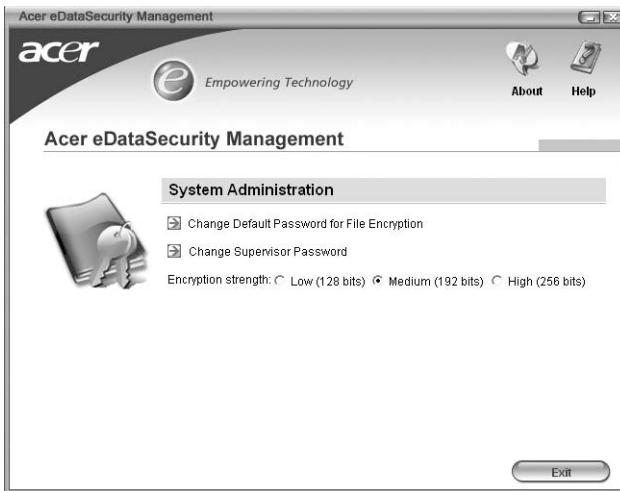 Acer eDataSecurity Management
acer
e Empowering Technology
About Help
Acer eDataSecurity Management
System Administration
Change Default Password for File Encryption
Change Supervisor Password
Encryption strength: Low (128 bits) Medium (192 bits) High (256 bits)
Exit